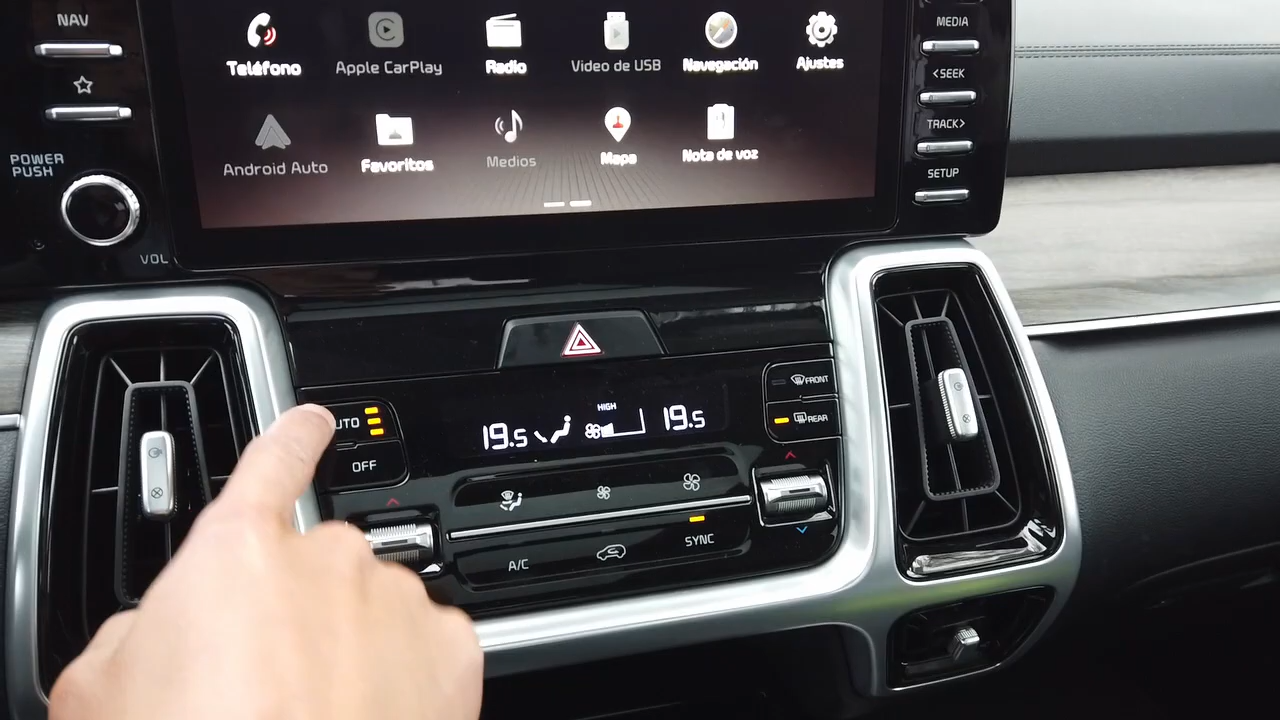 NAV
POWER
PUSH
VOL
Teléfono
Apple CarPlay
Radio
Video de USB
Navegación
Ajustes
Android Auto
Favoritos
Medios
Mapa
Nota de voz
MEDIA
<SEEK
TRACK>
SETUP
UTO
OFF
19.5
HIGH
19.5
FRONT
REAR
A/C
SYNC